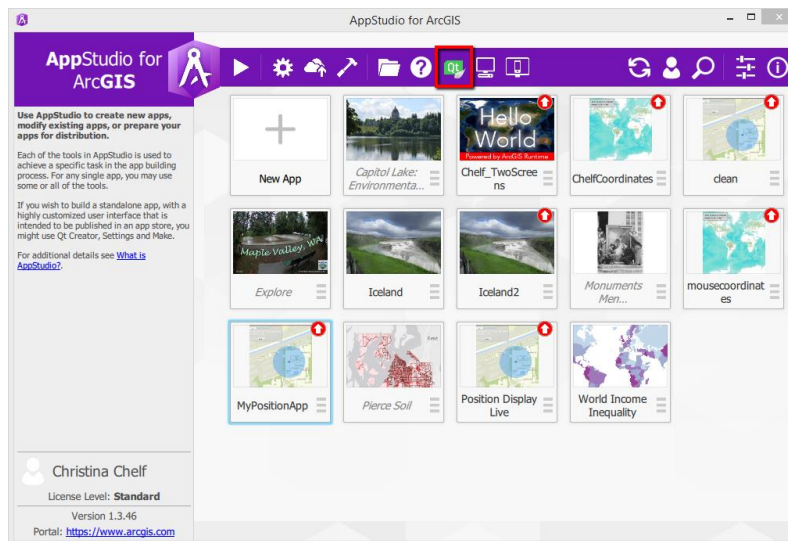 AppStudio for ArcGIS
AppStudio for
ArcGIS
Qt
Use AppStudio to create new apps,
modify existing apps, or prepare your
apps for distribution.
Each of the tools in AppStudio is used to
achieve a specific task in the app building
process. For any single app, you may use
some or all of the tools.
If you wish to build a standalone app, with a
highly customized user interface that is
intended to be published in an app store, you
might use Qt Creator, Settings and Make.
For additional details see What is
AppStudio?.
New App
Capitol Lake:
Environmenta...
Hello
World
Powered by ArcGIS Runtime
Chelf_TwoScree
ns
ChelfCoordinates
clean
Maple Valley, WA
Explore
Iceland
Iceland2
Monuments
Men...
mousecoordinat
es
MyPositionApp
Pierce Soil
Position Display
Live
World Income
Inequality
Christina Chelf
License Level: Standard
Version 1.3.46
Portal: https://www.arcgis.com